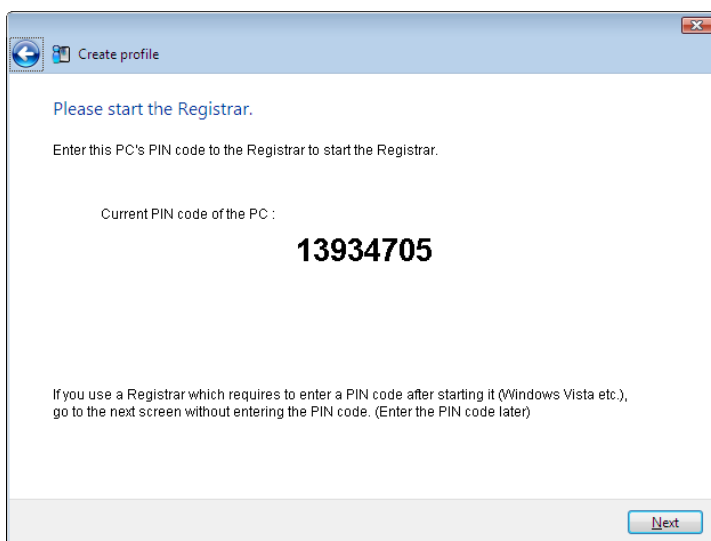 Create profile
Please start the Registrar.
Enter this PC's PIN code to the Registrar to start the Registrar.
Current PIN code of the PC :
13934705
If you use a Registrar which requires to enter a PIN code after starting it (Windows Vista etc.),
go to the next screen without entering the PIN code. (Enter the PIN code later)
Next